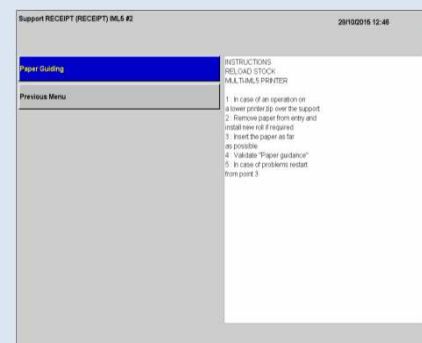 Support RECEIPT (RECEIPT) IML5 #2
28/10/2015 12:46
Paper Guiding
Previous Menu
INSTRUCTIONS
RELOAD STOCK
MULTI-IML5 PRINTER
1 : In case of an operation on
a lower printer,tip over the support
2 : Remove paper from entry and
install new roll if required
3 : Insert the paper as far
as possible
4 : Validate "Paper guidance"
5 : In case of problems restart
from point 3